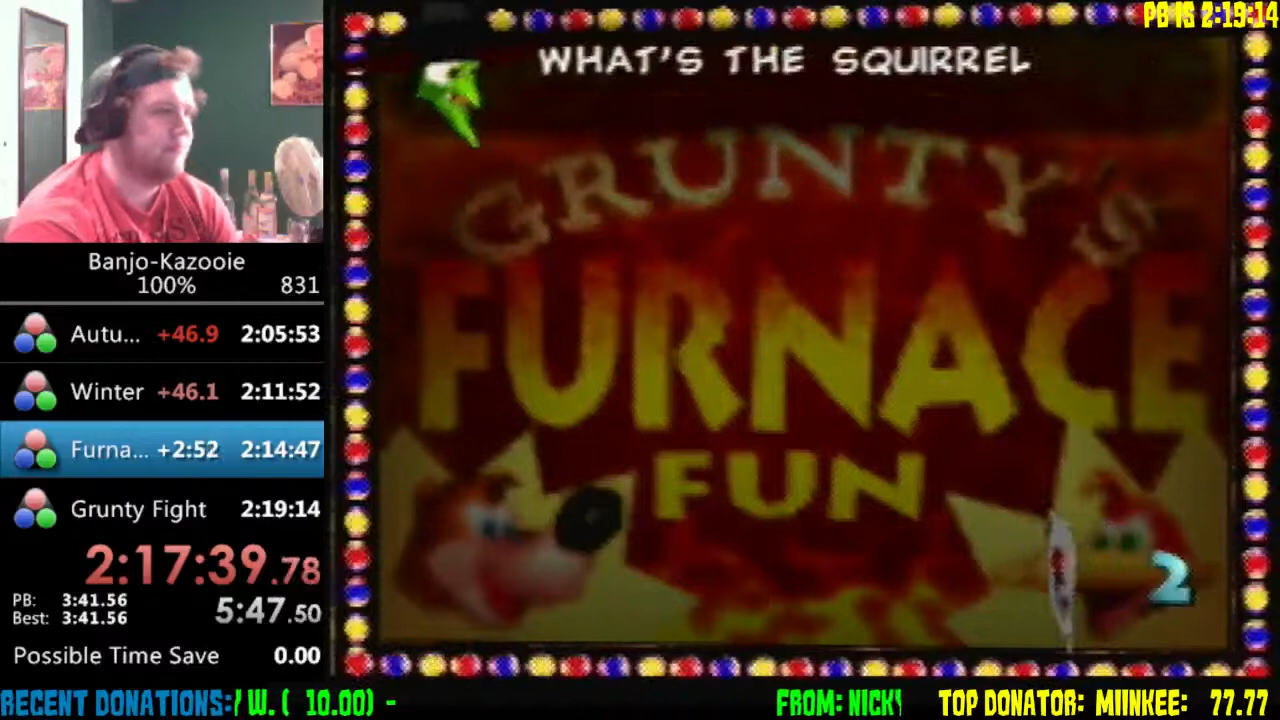 PB IS 2:19:14
WHAT'S THE SQUIRREL
GRUNTY'S
FURNACE
FUN
2
Banjo-Kazooie
100% 831
Autu... +46.9 2:05:53
Winter +46.1 2:11:52
Furna... +2:52 2:14:47
Grunty Fight 2:19:14
2:17:39.78
PB: 3:41.56
Best: 3:41.56
5:47.50
Possible Time Save 0.00
RECENT DONATIONS: / W. ( 10.00) - FROM: NICKY TOP DONATOR: MIINKEE: 77.77